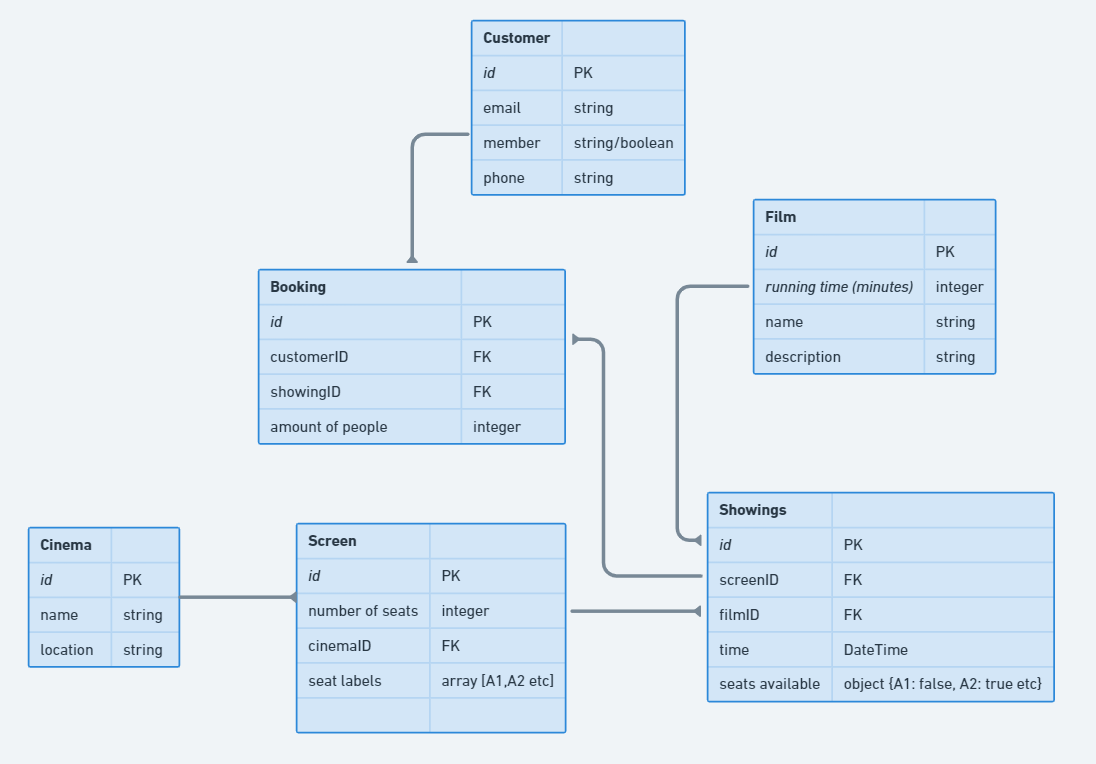 Customer
id PK
email string
member string/boolean
phone string
Film
id PK
running time (minutes) integer
name string
description string
Booking
id PK
customerID FK
showingID FK
amount of people integer
Cinema
id PK
name string
location string
Screen
id PK
number of seats integer
cinemaID FK
seat labels array [A1,A2 etc]
Showings
id PK
screenID FK
filmID FK
time DateTime
seats available object {A1: false, A2: true etc}